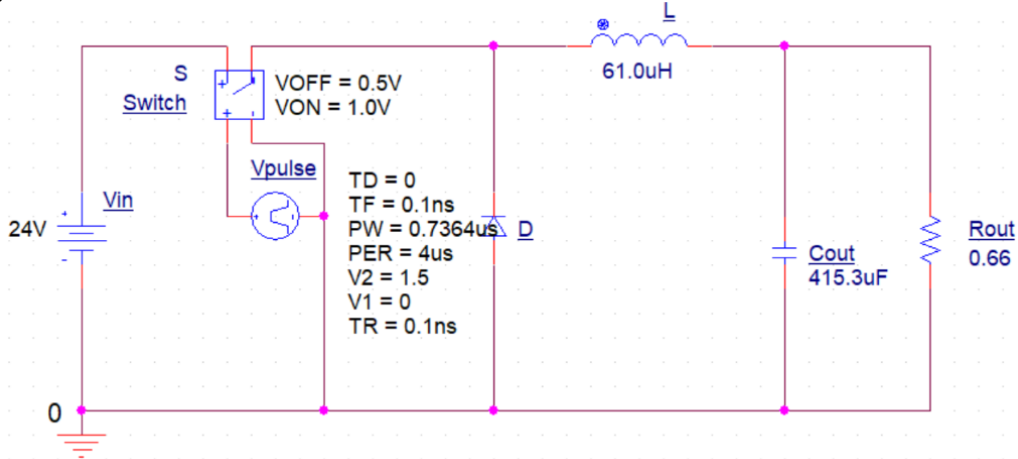 L
61.0uH
S
Switch
VOFF = 0.5V
VON = 1.0V
Vpulse
TD = 0
TF = 0.1ns
PW = 0.7364us
PER = 4us
V2 = 1.5
V1 = 0
TR = 0.1ns
Vin
24V
+
-
D
Cout
415.3uF
Rout
0.66
0